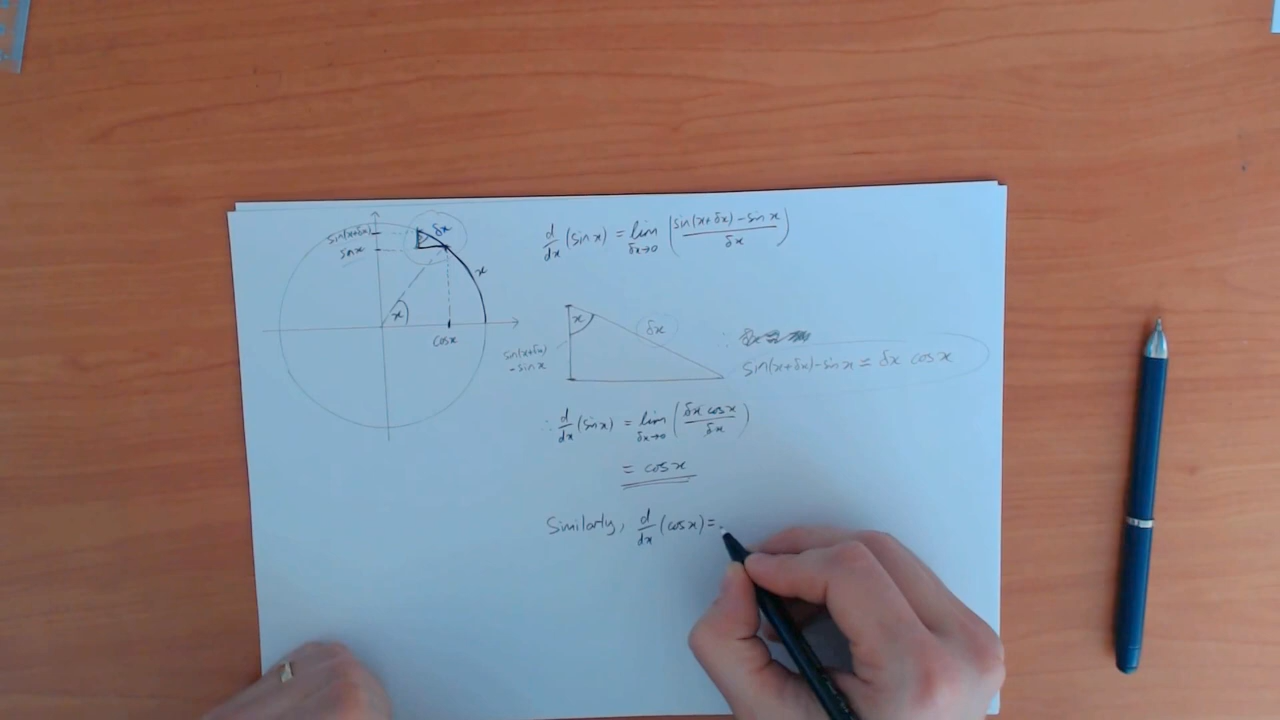 sin(x+δx)
sin x
δx
x
x
cos x
d/dx (sin x) = lim δx→0 (sin(x+δx) - sin x / δx)
x
δx
sin(x+δx)
- sin x
sin(x+δx) - sin x = δx cos x
∴ d/dx (sin x) = lim δx→0 (δx cos x / δx)
= cos x
Similarly, d/dx (cos x) =